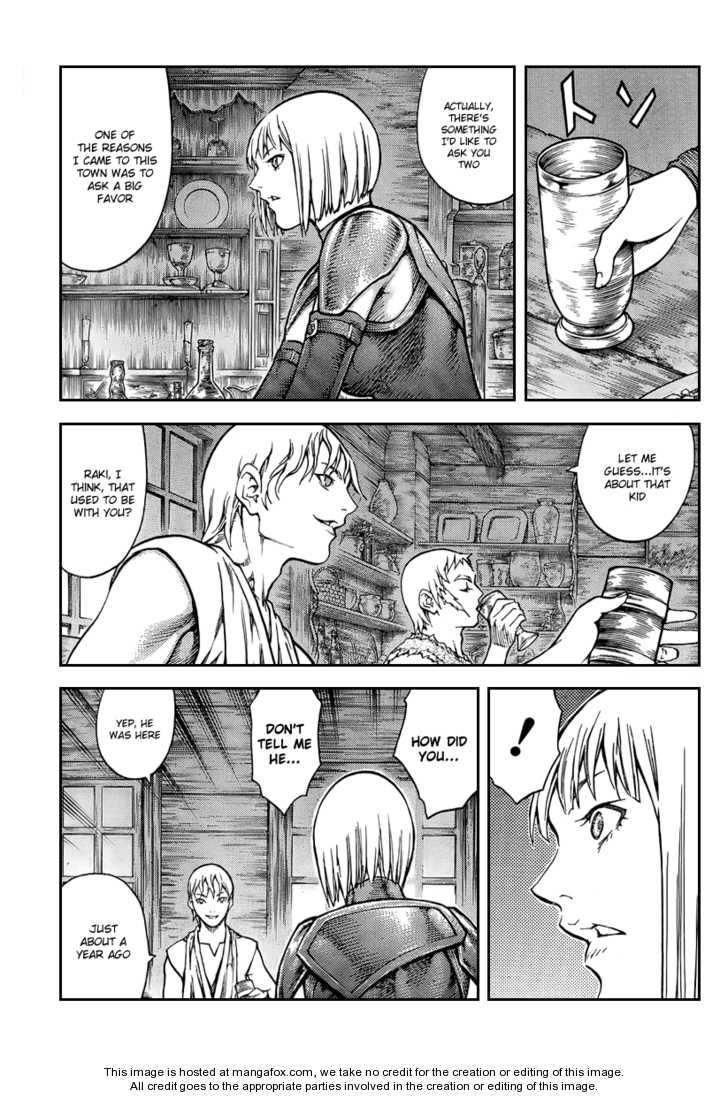 トン
ACTUALLY,
THERE'S
SOMETHING
I'D LIKE TO
ASK YOU
TWO
ONE OF
THE REASONS
I CAME TO THIS
TOWN WAS TO
ASK A BIG
FAVOR
LET ME
GUESS...IT'S
ABOUT THAT
KID
RAKI, I
THINK, THAT
USED TO BE
WITH YOU?
!
HOW DID
YOU...
DON'T
TELL ME
HE...
YEP, HE
WAS HERE
JUST
ABOUT A
YEAR AGO
This image is hosted at mangafox.com, we take no credit for the creation or editing of this image.
All credit goes to the appropriate parties involved in the creation or editing of this image.